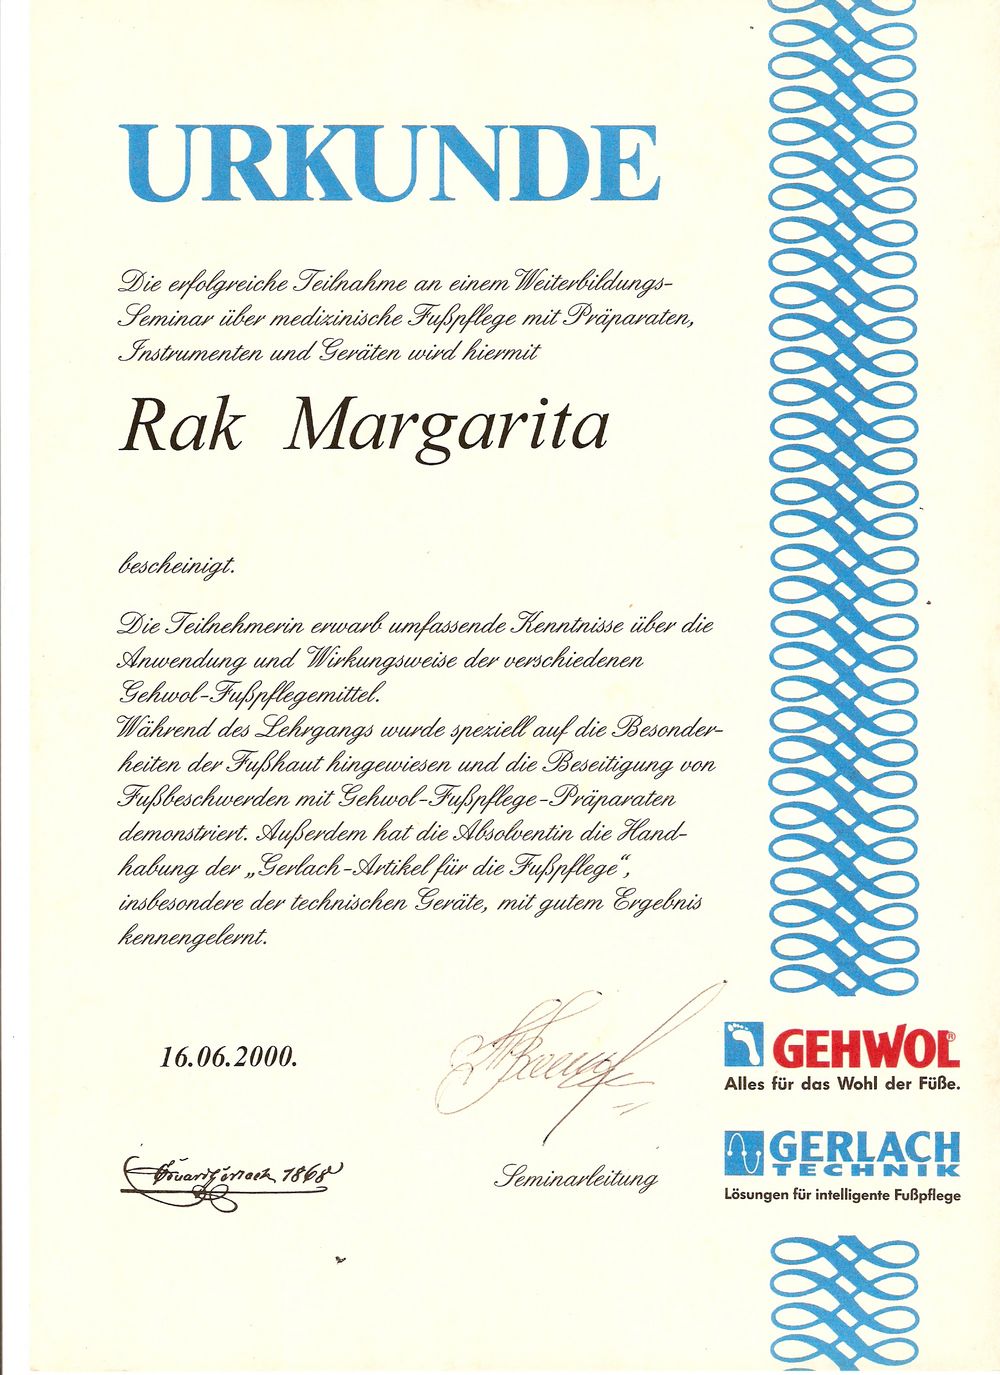 URKUNDE
Die erfolgreiche Teilnahme an einem Weiterbildungs-
Seminar über medizinische Fußpflege mit Präparaten,
Instrumenten und Geräten wird hiermit
Rak Margarita
bescheinigt.
Die Teilnehmerin erwarb umfassende Kenntnisse über die
Anwendung und Wirkungsweise der verschiedenen
Gehwol-Fußpflegemittel.
Während des Lehrgangs wurde speziell auf die Besonder-
heiten der Fußhaut hingewiesen und die Beseitigung von
Fußbeschwerden mit Gehwol-Fußpflege-Präparaten
demonstriert. Außerdem hat die Absolventin die Hand-
habung der „Gerlach-Artikel für die Fußpflege“,
insbesondere der technischen Geräte, mit gutem Ergebnis
kennengelernt.
16.06.2000.
Eduard Gerlach 1868
Seminarleitung
GEHWOL®
Alles für das Wohl der Füße.
GERLACH
TECHNIK
Lösungen für intelligente Fußpflege